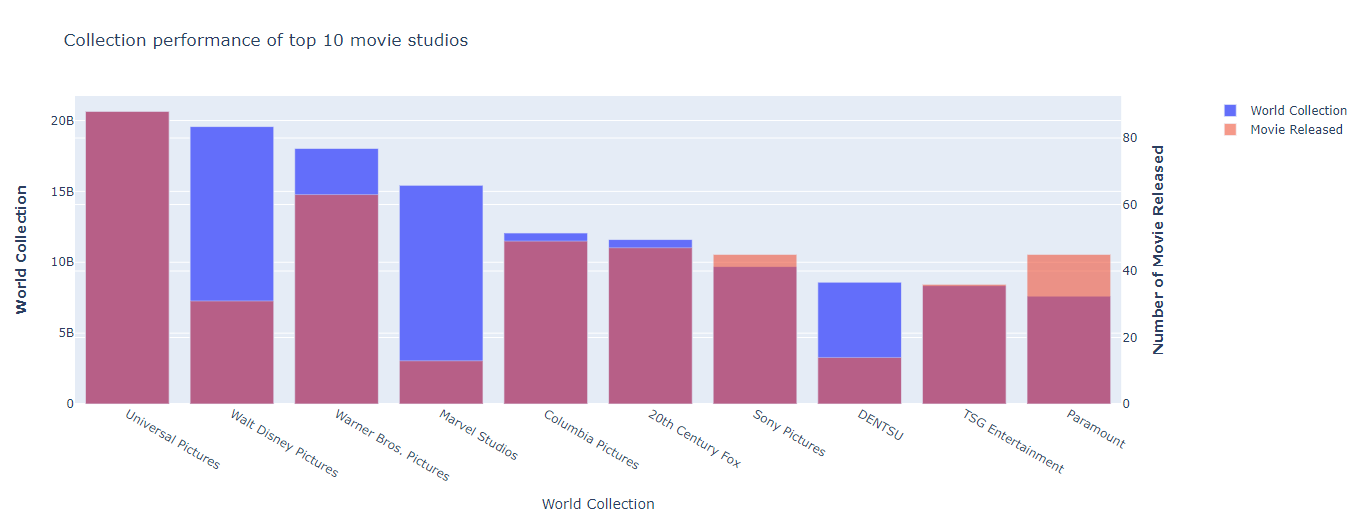 Collection performance of top 10 movie studios
World Collection
Movie Released
20B
15B
10B
5B
0
World Collection
80
60
40
20
0
Number of Movie Released
Universal Pictures
Walt Disney Pictures
Warner Bros. Pictures
Marvel Studios
Columbia Pictures
20th Century Fox
Sony Pictures
DENTSU
TSG Entertainment
Paramount
World Collection